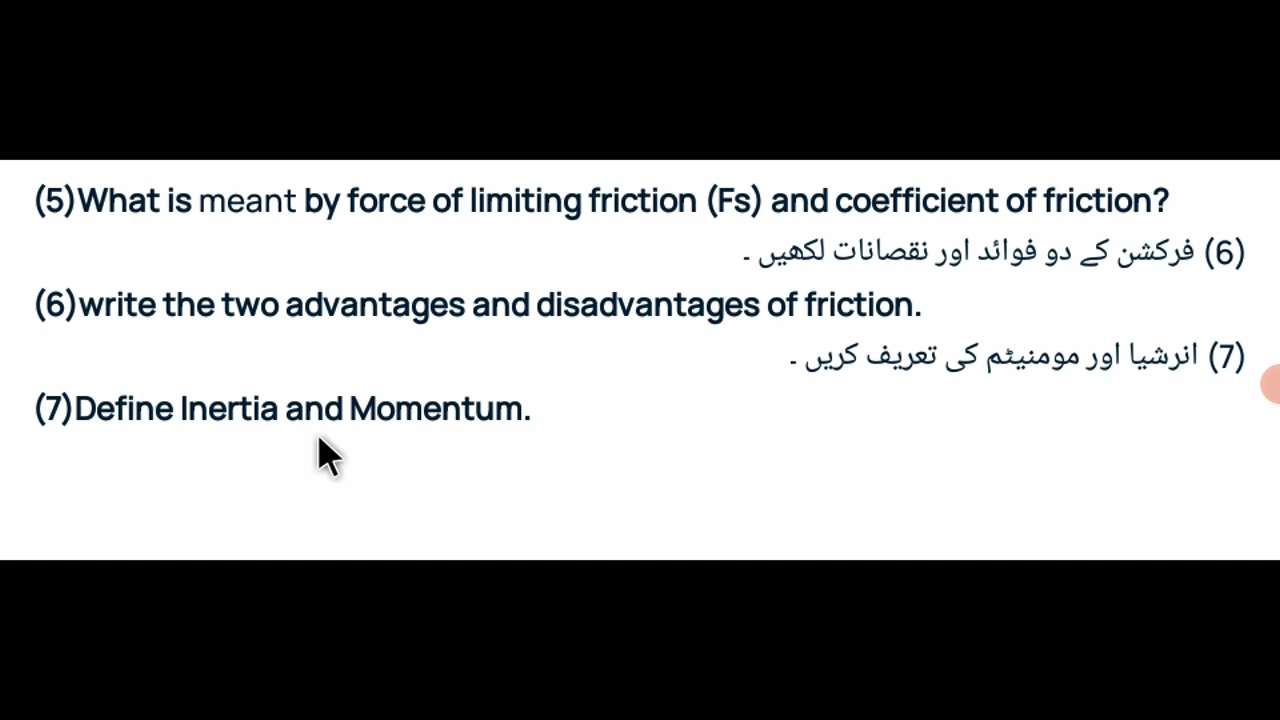 (5)What is meant by force of limiting friction (Fs) and coefficient of friction?
(6) فرکشن کے دو فوائد اور نقصانات لکھیں ۔
(6)write the two advantages and disadvantages of friction.
(7) انرشیا اور مومنیٹم کی تعریف کریں ۔
(7)Define Inertia and Momentum.